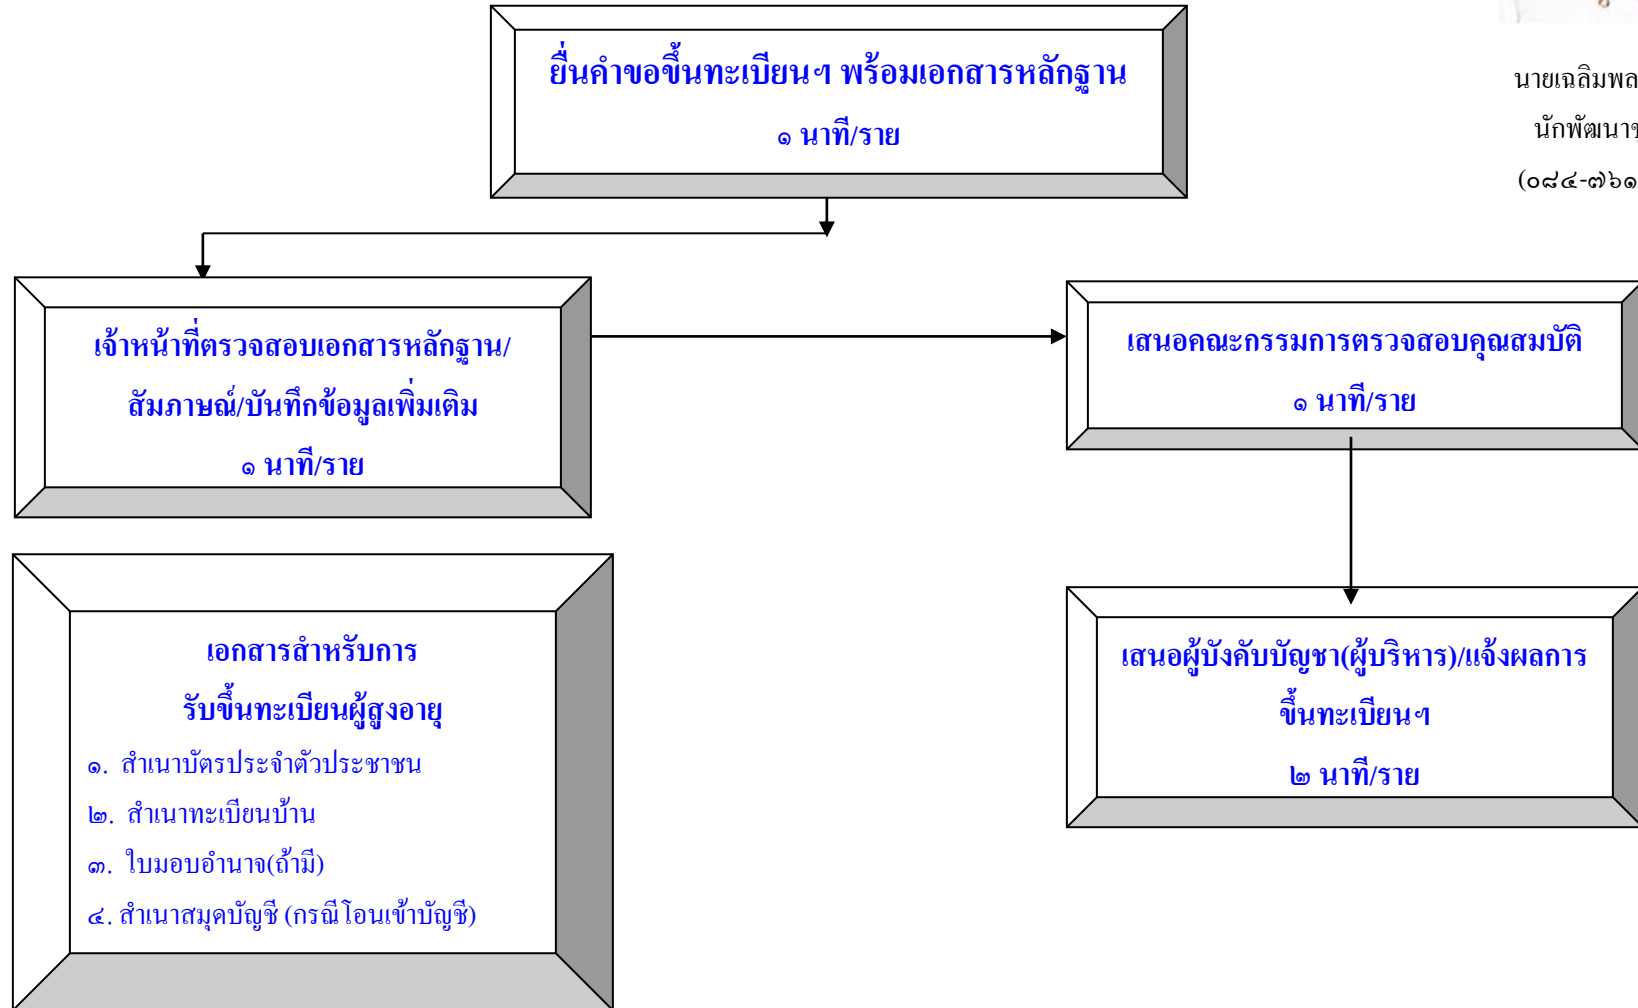 ยื่นคำขอขึ้นทะเบียนฯ พร้อมเอกสารหลักฐาน
๑ นาที/ราย
นายเฉลิมพล
นักพัฒนาชุ
(๐๘๔-๗๖๑
เจ้าหน้าที่ตรวจสอบเอกสารหลักฐาน/
สัมภาษณ์/บันทึกข้อมูลเพิ่มเติม
๑ นาที/ราย
เสนอคณะกรรมการตรวจสอบคุณสมบัติ
๑ นาที/ราย
เอกสารสำหรับการ
รับขึ้นทะเบียนผู้สูงอายุ
๑. สำเนาบัตรประจำตัวประชาชน
๒. สำเนาทะเบียนบ้าน
๓. ใบมอบอำนาจ(ถ้ามี)
๔. สำเนาสมุดบัญชี (กรณีโอนเข้าบัญชี)
เสนอผู้บังคับบัญชา(ผู้บริหาร)/แจ้งผลการ
ขึ้นทะเบียนฯ
๒ นาที/ราย